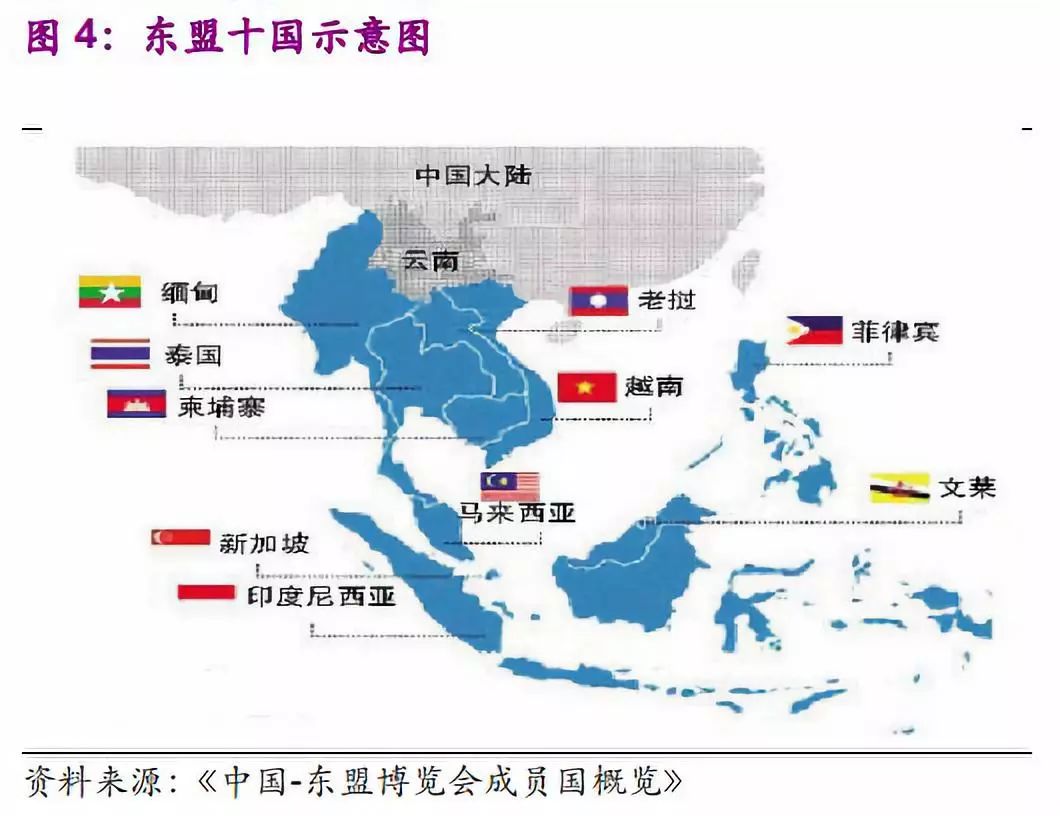 图 4：东盟十国示意图
中国大陆
云南
缅甸
老挝
泰国
菲律宾
柬埔寨
越南
马来西亚
文莱
新加坡
印度尼西亚
资料来源：《中国-东盟博览会成员国概览》